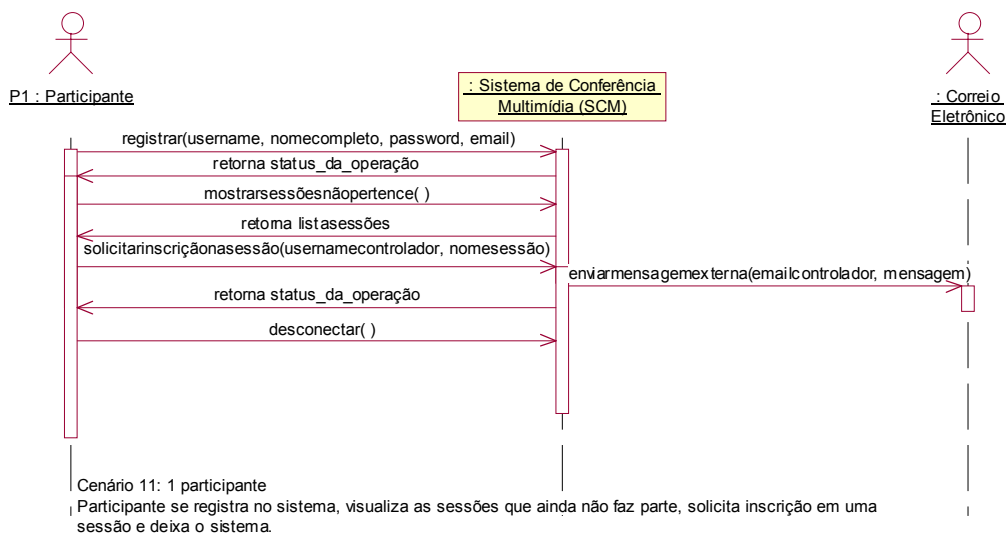 P1 : Participante
: Sistema de Conferência
Multimídia (SCM)
: Correio
Eletrônico
registrar(username, nomecompleto, password, email)
retorna status_da_operação
mostrarsessõesnãopertence( )
retorna listasessões
solicitarinscriçãonasessão(usernamecontrolador, nomesessão)
enviarmensagemexterna(emailcontrolador, mensagem)
retorna status_da_operação
desconectar( )
Cenário 11: 1 participante
Participante se registra no sistema, visualiza as sessões que ainda não faz parte, solicita inscrição em uma
sessão e deixa o sistema.